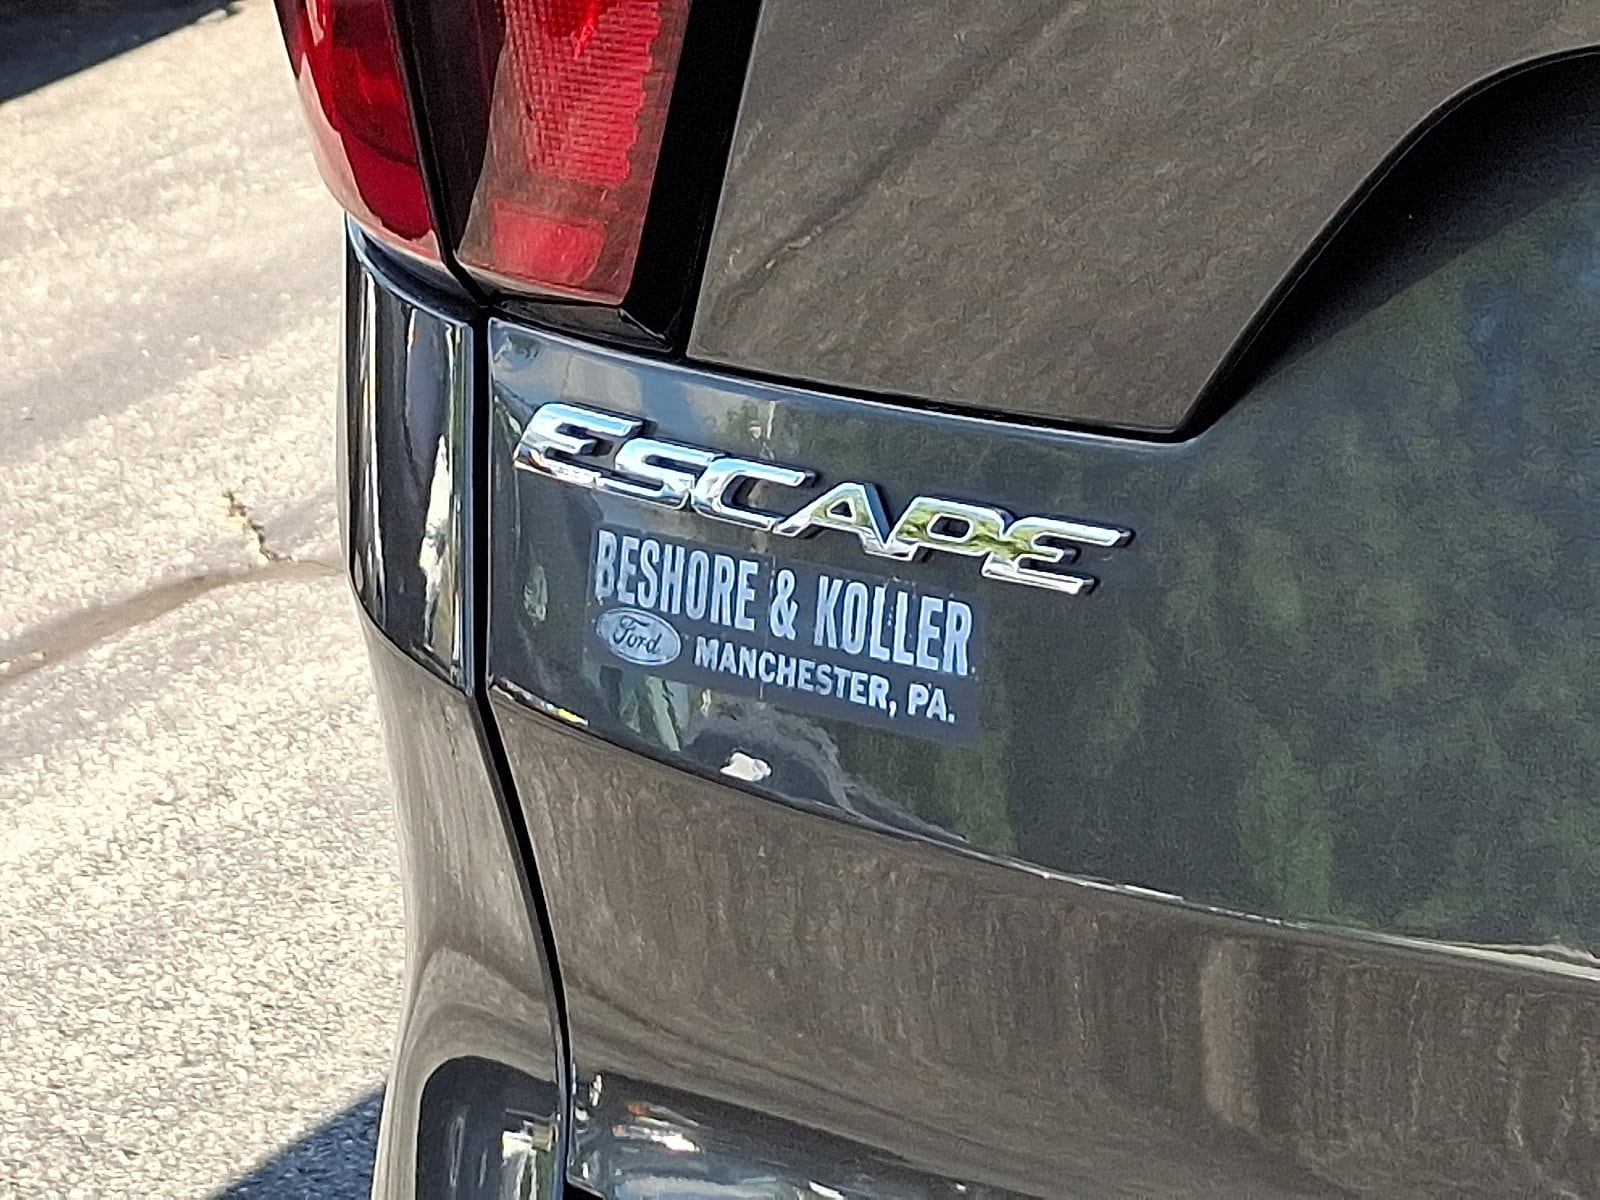 ESCAPE
BESHORE & KOLLER
Ford MANCHESTER, PA.